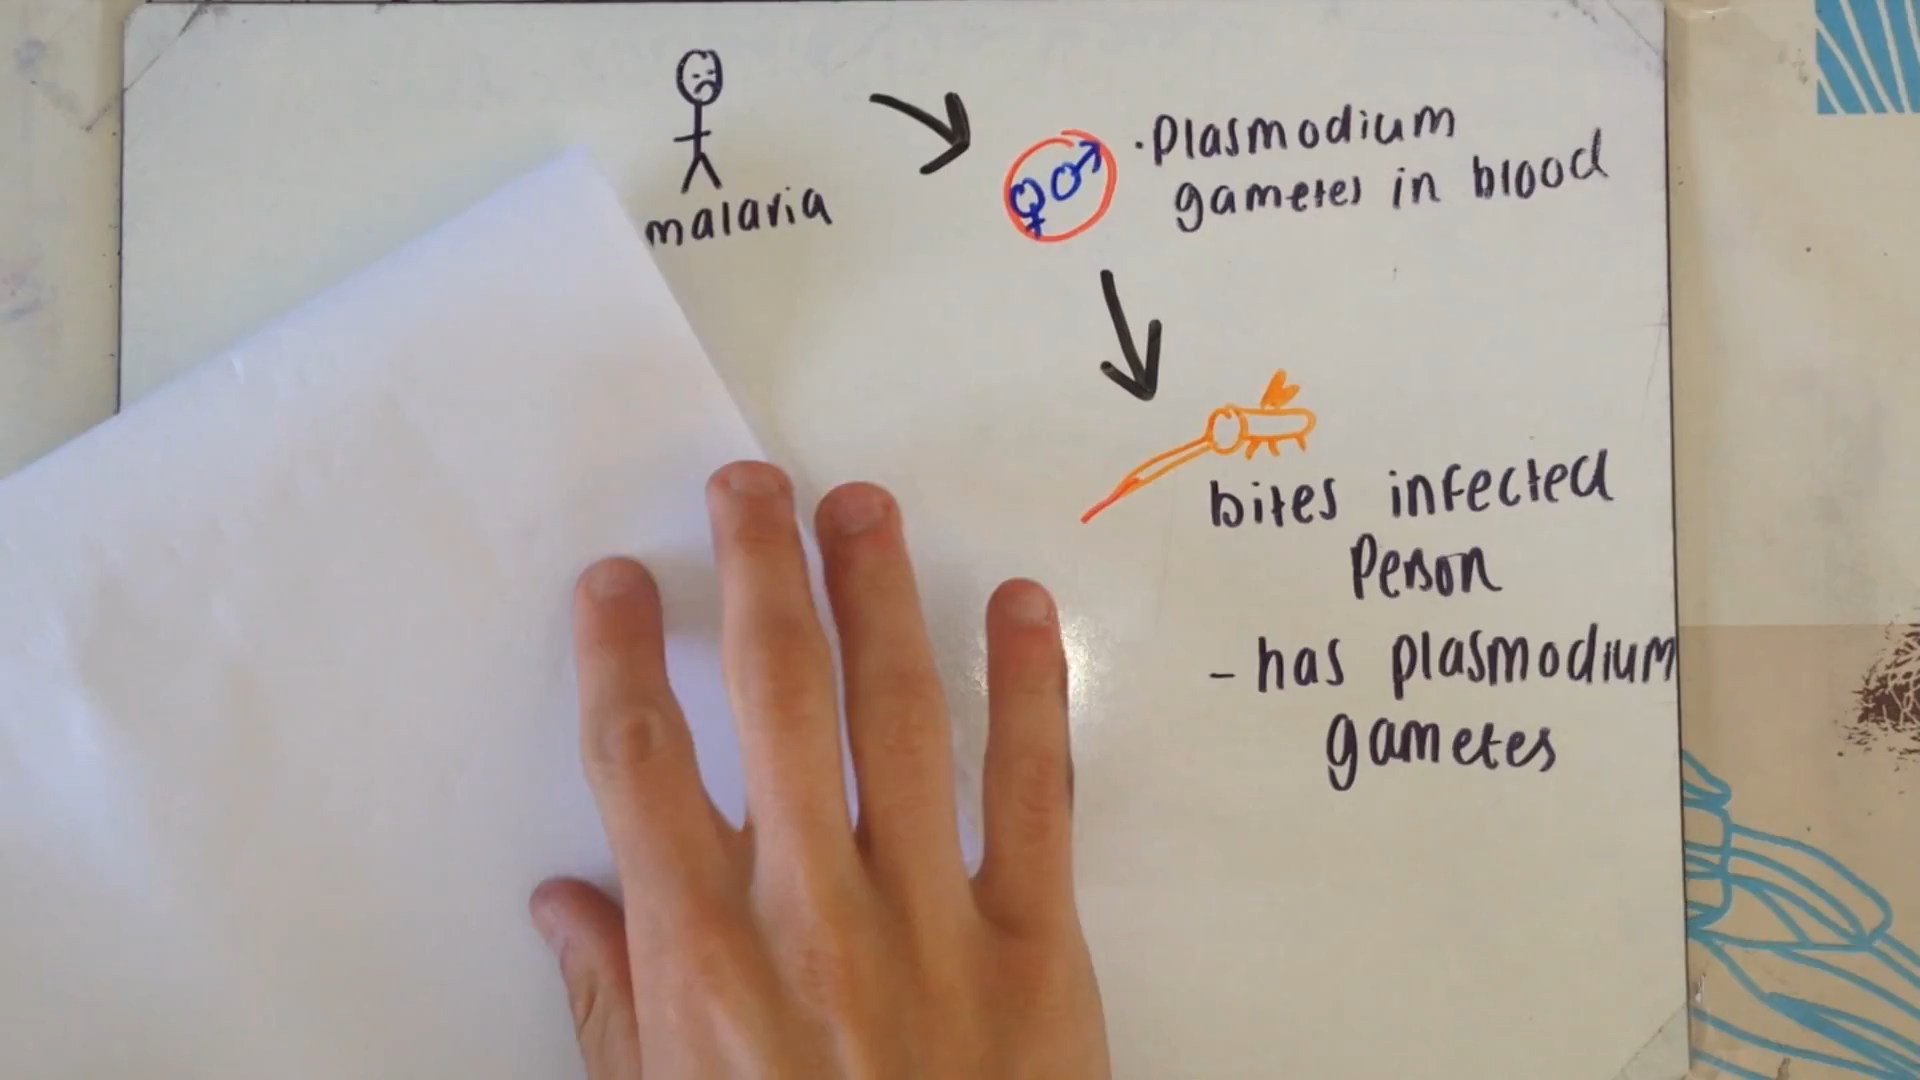 malaria
• Plasmodium
gametes in blood
bites infected
Person
- has plasmodium
gametes